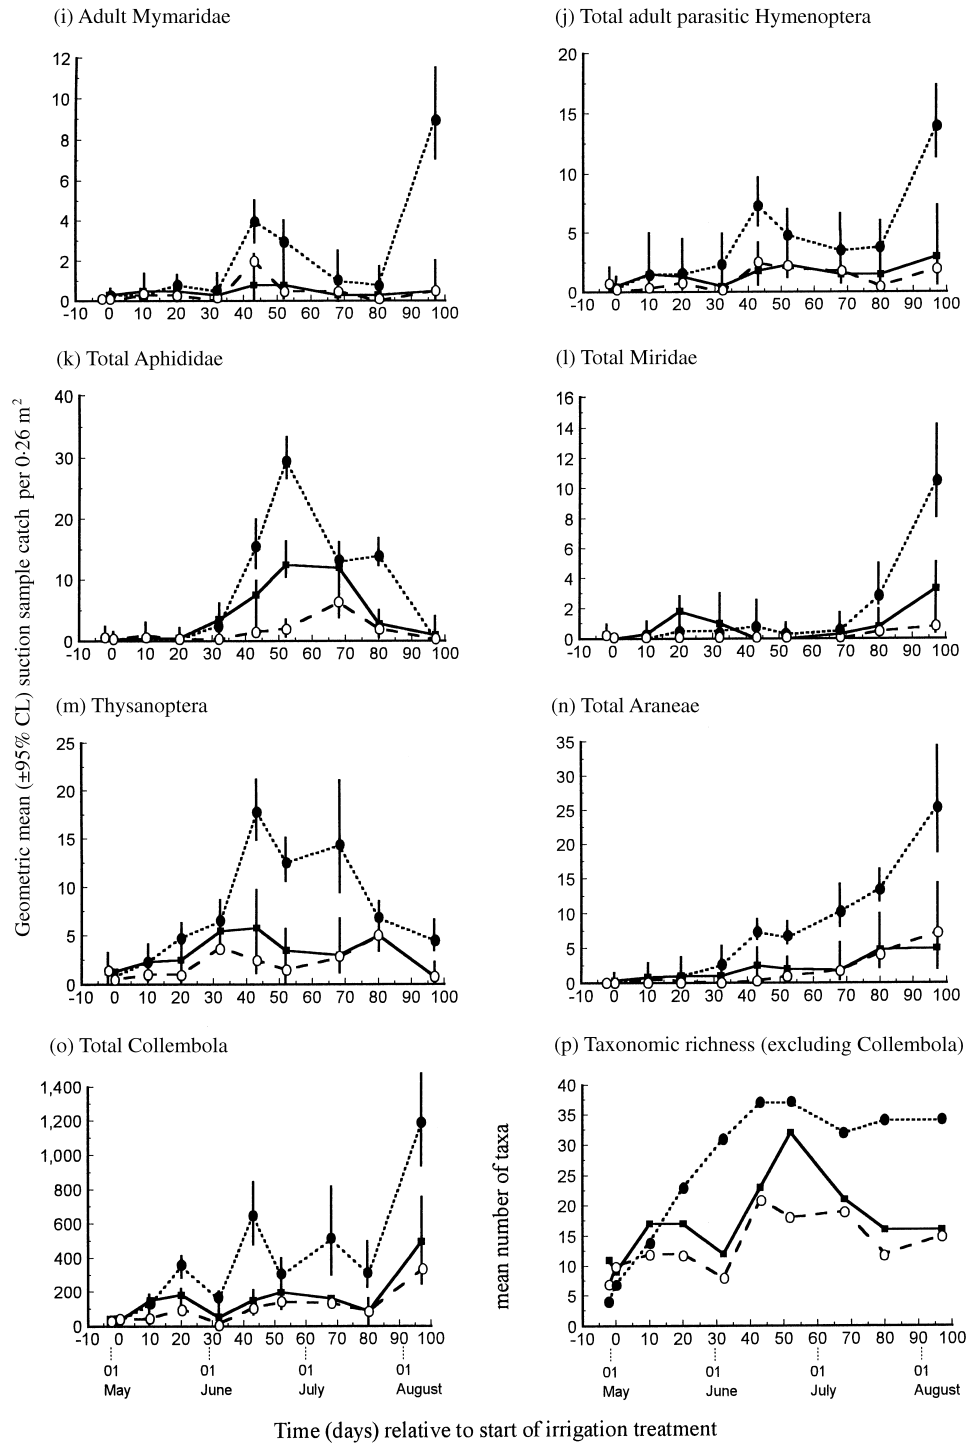 (i) Adult Mymaridae
12
10
8
6
4
2
0
-10 0 10 20 30 40 50 60 70 80 90 100
(j) Total adult parasitic Hymenoptera
20
15
10
5
0
-10 0 10 20 30 40 50 60 70 80 90 100
(k) Total Aphididae
40
30
20
10
0
-10 0 10 20 30 40 50 60 70 80 90 100
(l) Total Miridae
16
14
12
10
8
6
4
2
0
-10 0 10 20 30 40 50 60 70 80 90 100
Geometric mean (±95% CL) suction sample catch per 0·26 m²
(m) Thysanoptera
25
20
15
10
5
0
-10 0 10 20 30 40 50 60 70 80 90 100
(n) Total Araneae
35
30
25
20
15
10
5
0
-10 0 10 20 30 40 50 60 70 80 90 100
(o) Total Collembola
1,400
1,200
1,000
800
600
400
200
0
-10 0 10 20 30 40 50 60 70 80 90 100
01 01 01 01
May June July August
(p) Taxonomic richness (excluding Collembola)
mean number of taxa
40
35
30
25
20
15
10
5
0
-10 0 10 20 30 40 50 60 70 80 90 100
01 01 01 01
May June July August
Time (days) relative to start of irrigation treatment